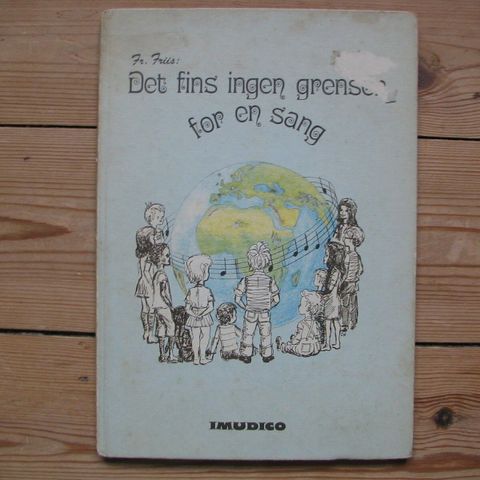 Fr. Friis:
Det fins ingen grenser
for en sang
IMUDICO